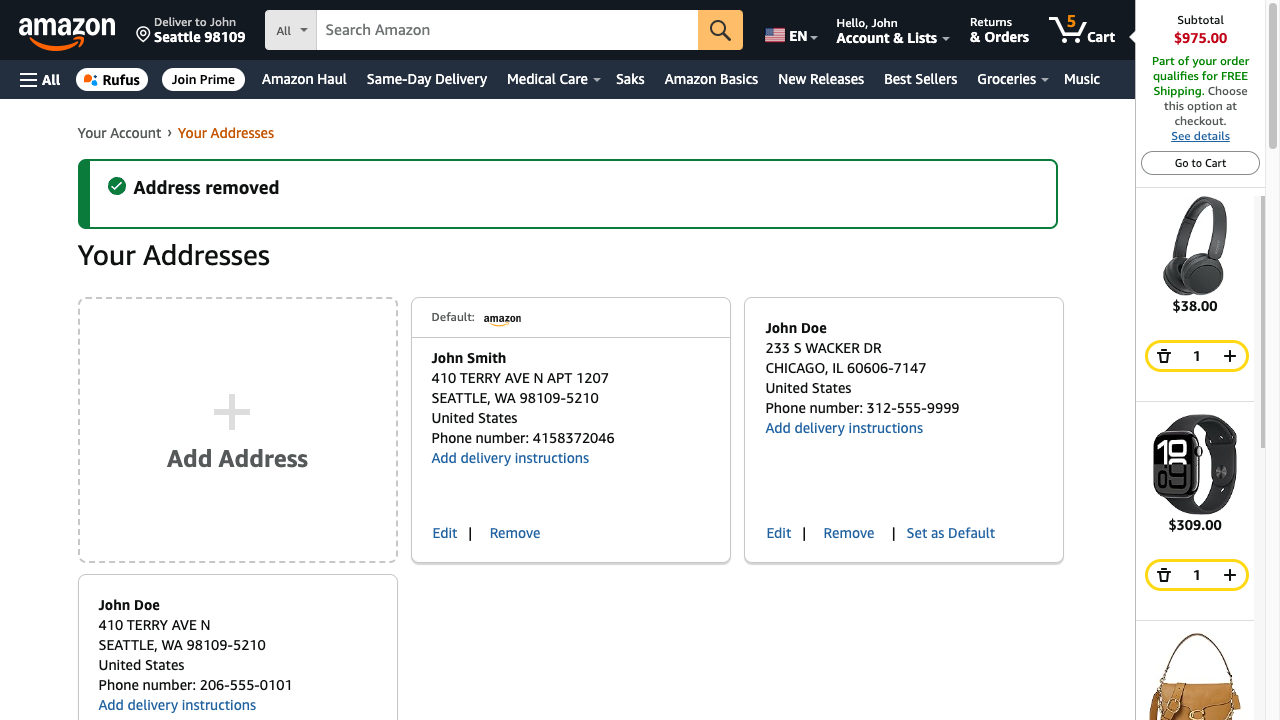 amazon
Deliver to John
Seattle 98109
All
Search Amazon
EN
Hello, John
Account & Lists
Returns
& Orders
5
Cart
All
Rufus
Join Prime
Amazon Haul
Same-Day Delivery
Medical Care
Saks
Amazon Basics
New Releases
Best Sellers
Groceries
Music
Your Account › Your Addresses
Address removed
Your Addresses
Add Address
Default: amazon
John Smith
410 TERRY AVE N APT 1207
SEATTLE, WA 98109-5210
United States
Phone number: 4158372046
Add delivery instructions
Edit | Remove
John Doe
233 S WACKER DR
CHICAGO, IL 60606-7147
United States
Phone number: 312-555-9999
Add delivery instructions
Edit | Remove | Set as Default
John Doe
410 TERRY AVE N
SEATTLE, WA 98109-5210
United States
Phone number: 206-555-0101
Add delivery instructions
Subtotal
$975.00
Part of your order
qualifies for FREE
Shipping. Choose
this option at
checkout.
See details
Go to Cart
$38.00
1
10
09
$309.00
1